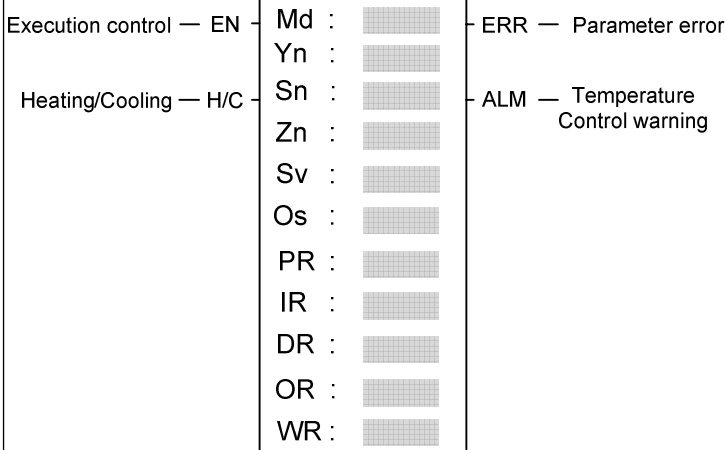 Execution control — EN
Md :
ERR — Parameter error
Yn :
Heating/Cooling — H/C
Sn :
ALM — Temperature
Control warning
Zn :
Sv :
Os :
PR :
IR :
DR :
OR :
WR :